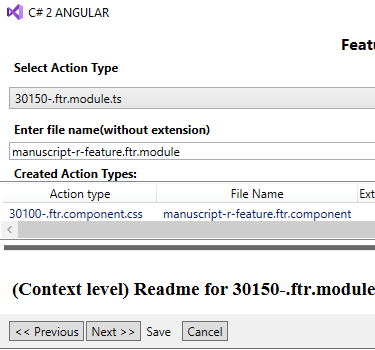 C# 2 ANGULAR
Featu
Select Action Type
30150-.ftr.module.ts
Enter file name(without extension)
manuscript-r-feature.ftr.module
Created Action Types:
Action type File Name Ext
30100-.ftr.component.css manuscript-r-feature.ftr.component
(Context level) Readme for 30150-.ftr.module
<< Previous Next >> Save Cancel